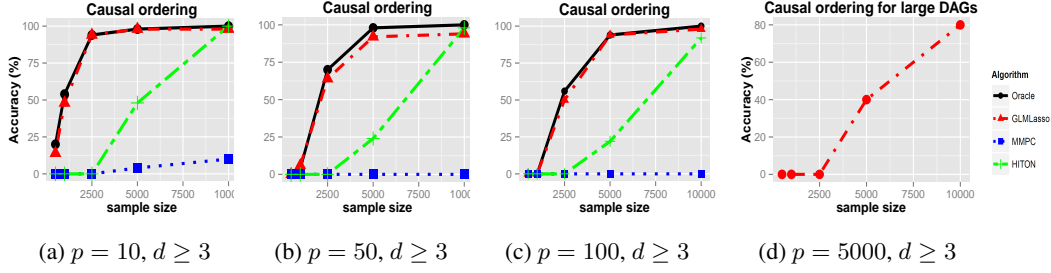 Causal ordering
Causal ordering
Causal ordering
Causal ordering for large DAGs
Accuracy (%)
100
75
50
25
0
100
75
50
25
0
100
75
50
25
0
80
60
40
20
0
Accuracy (%)
2500 5000 7500 10000
2500 5000 7500 10000
2500 5000 7500 10000
2500 5000 7500 10000
sample size
sample size
sample size
sample size
Algorithm
Oracle
GLMLasso
MMPC
HITON
(a) p = 10, d ≥ 3
(b) p = 50, d ≥ 3
(c) p = 100, d ≥ 3
(d) p = 5000, d ≥ 3